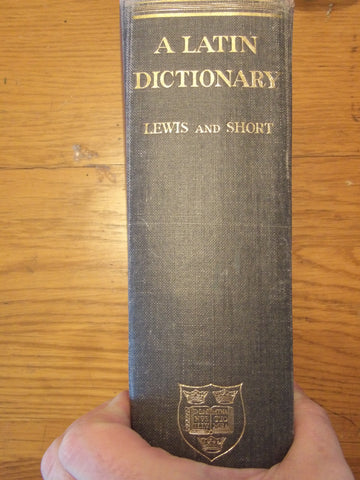 A LATIN
DICTIONARY
LEWIS AND SHORT